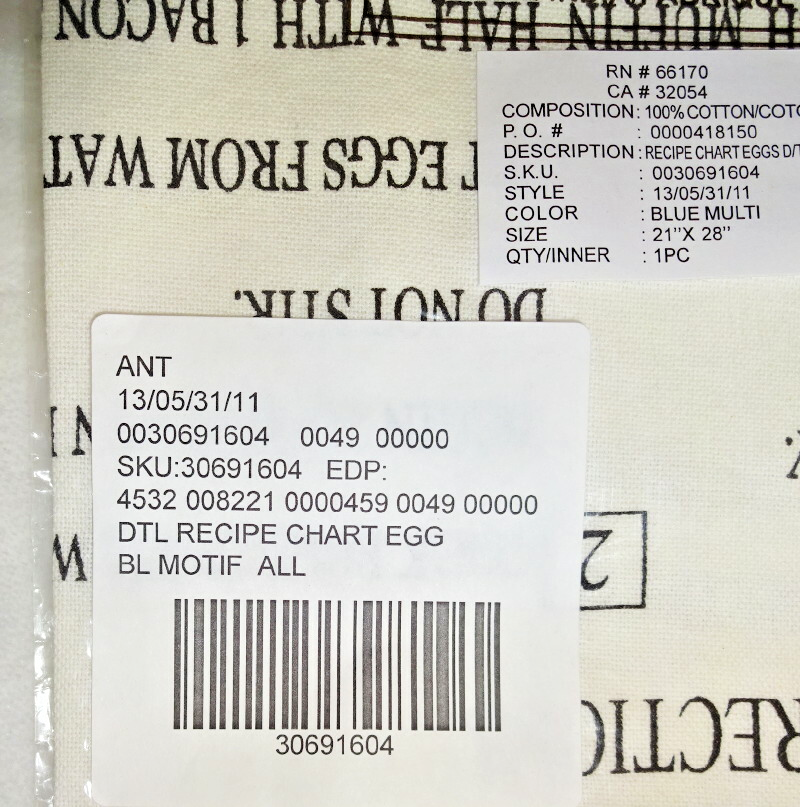 H MUFFIN HALF WITH 1 BACON
RN # 66170
CA # 32054
COMPOSITION : 100% COTTON/COTO
P. O. # : 0000418150
DESCRIPTION : RECIPE CHART EGGS D/T
S.K.U. : 0030691604
STYLE : 13/05/31/11
COLOR : BLUE MULTI
SIZE : 21"X 28"
QTY/INNER : 1PC
EGGS FROM WAT
DO NOT STIR.
ANT
13/05/31/11
0030691604 0049 00000
SKU:30691604 EDP:
4532 008221 0000459 0049 00000
DTL RECIPE CHART EGG
BL MOTIF ALL
30691604
2
RECTIO